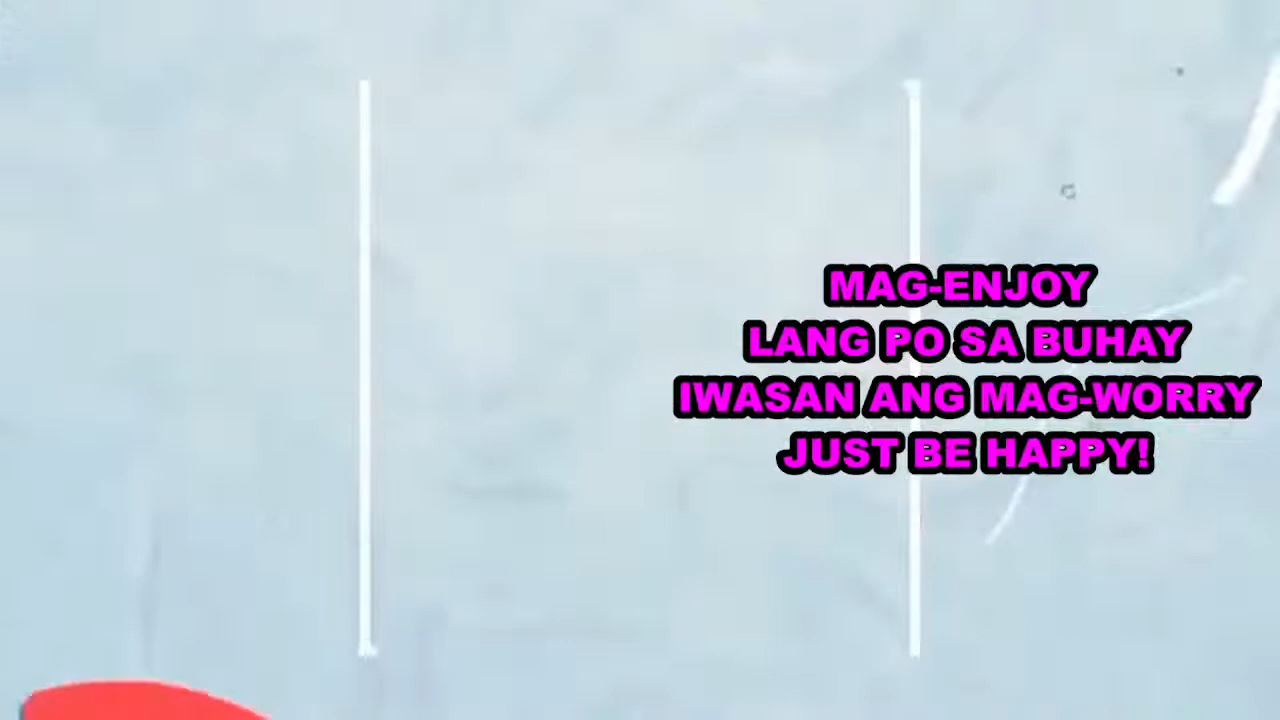 MAG-ENJOY
LANG PO SA BUHAY
IWASAN ANG MAG-WORRY
JUST BE HAPPY!